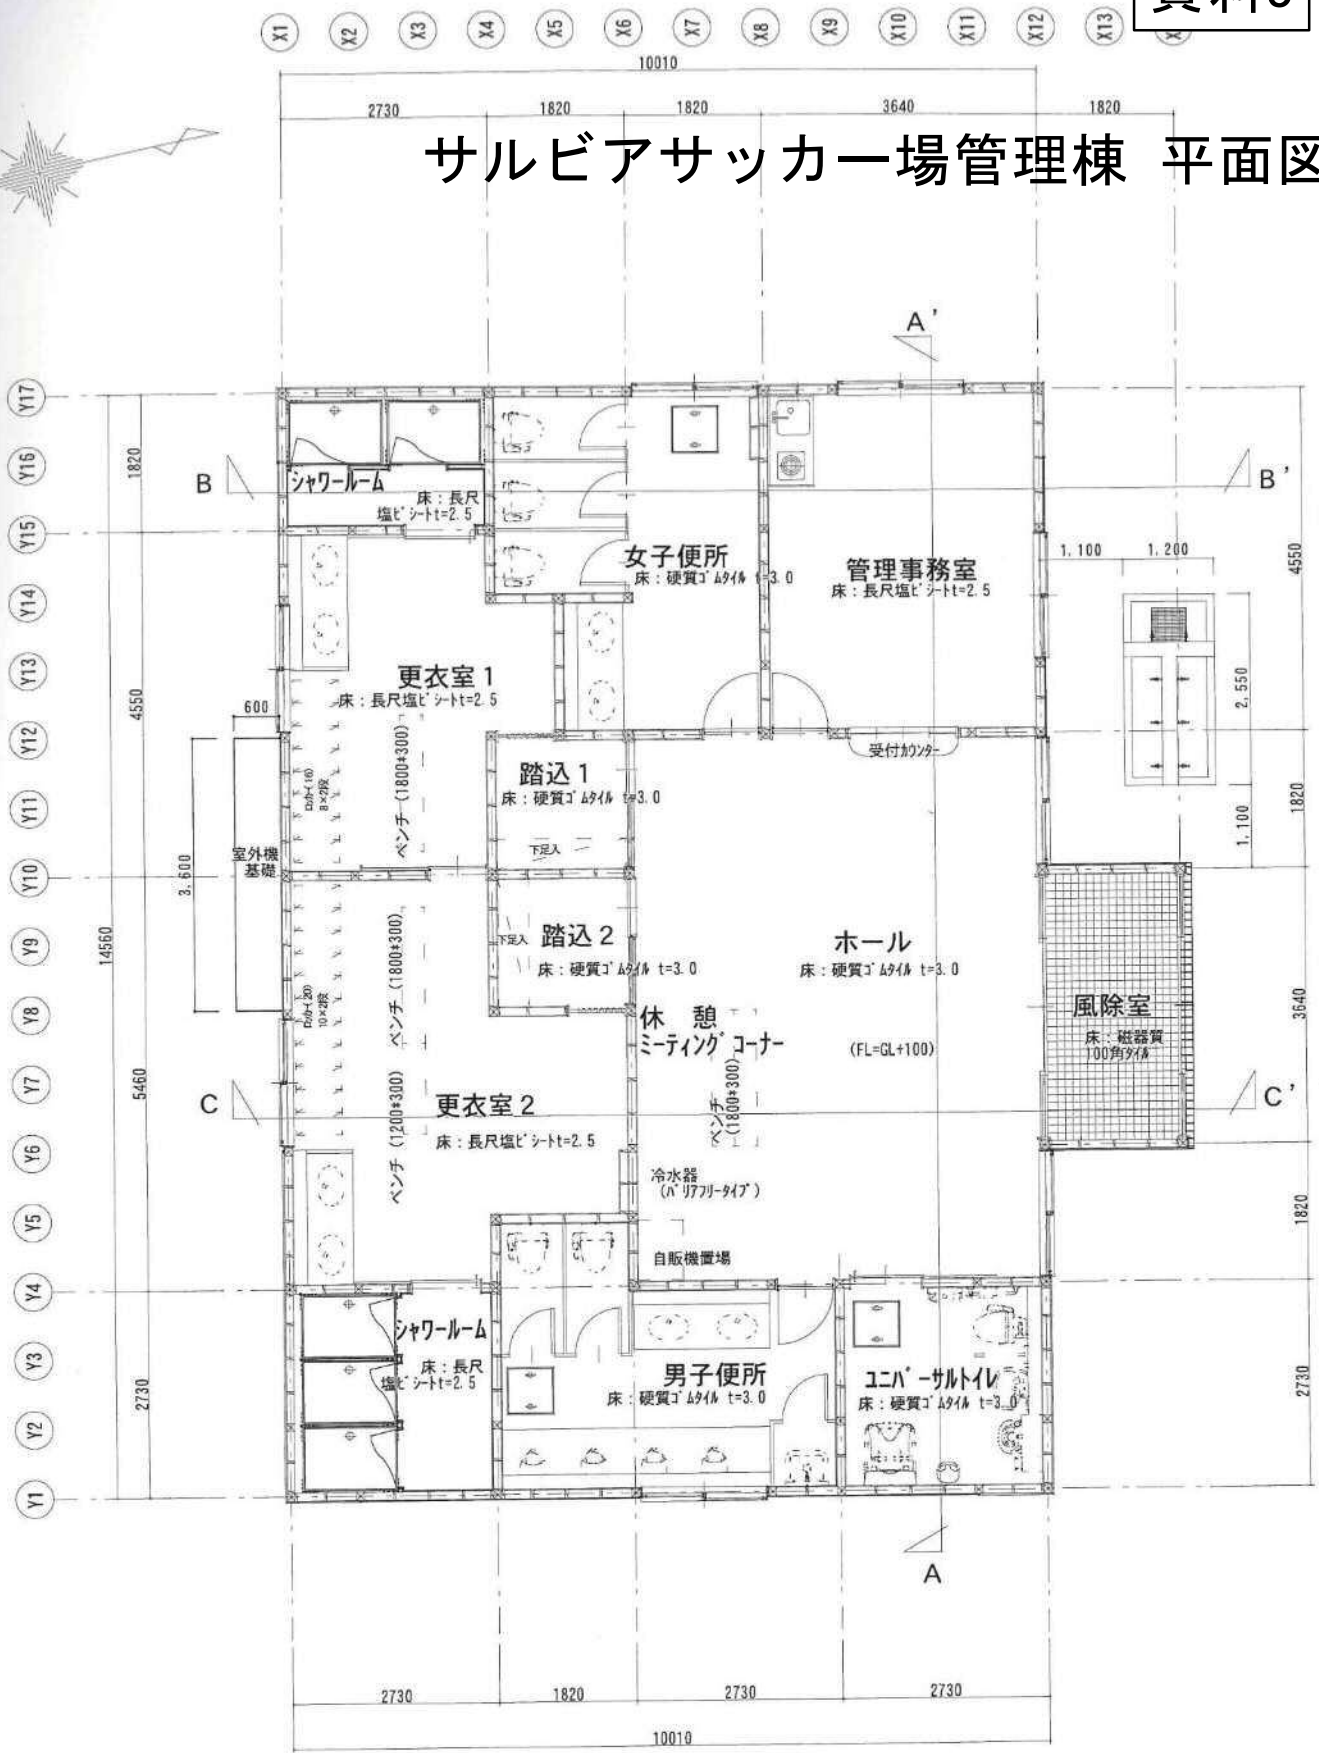 資料
X1 X2 X3 X4 X5 X6 X7 X8 X9 X10 X11 X12 X13
10010
2730 1820 1820 3640 1820
サルビアサッカー場管理棟 平面図
A'
Y17
Y16
Y15
Y14
Y13
Y12
Y11
Y10
Y9
Y8
Y7
Y6
Y5
Y4
Y3
Y2
Y1
14560
1820
4550
5460
2730
B
B'
シャワールーム
床：長尺
塩ビシートt=2.5
女子便所
床：硬質ゴムタイル t=3.0
管理事務室
床：長尺塩ビシートt=2.5
1,100 1,200
2,550
1,100
4550
1820
3640
1820
2730
更衣室1
床：長尺塩ビシートt=2.5
600
3,600
室外機
基礎
ロッカー(16)
8×2段
ベンチ (1800*300)
踏込1
床：硬質ゴムタイル t=3.0
下足入
受付カウンター
下足入
踏込2
床：硬質ゴムタイル t=3.0
ホール
床：硬質ゴムタイル t=3.0
ロッカー(20)
10×2段
ベンチ (1800*300)
ベンチ (1200*300)
休 憩
ミーティングコーナー
(FL=GL+100)
ベンチ
(1800*300)
風除室
床：磁器質
100角タイル
C
C'
更衣室2
床：長尺塩ビシートt=2.5
冷水器
(バリアフリータイプ)
自販機置場
シャワールーム
床：長尺
塩ビシートt=2.5
男子便所
床：硬質ゴムタイル t=3.0
ユニバーサルトイレ
床：硬質ゴムタイル t=3.0
A
2730 1820 2730 2730
10010